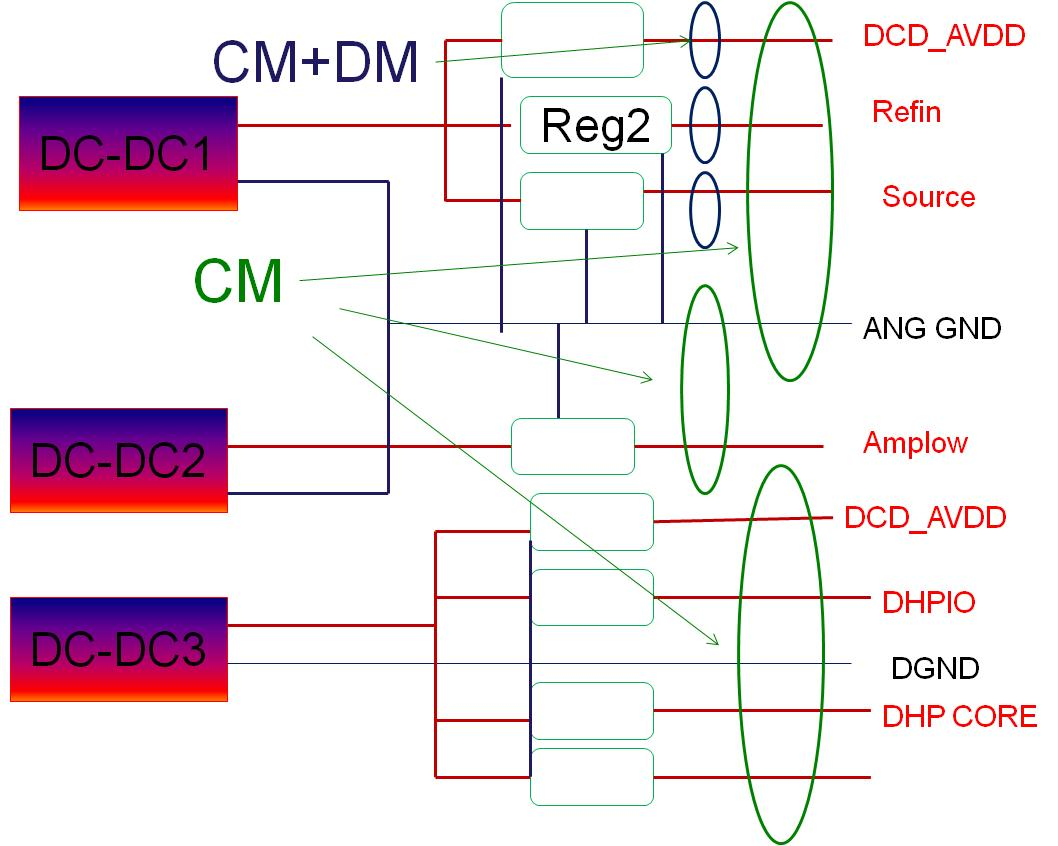 DCD_AVDD
CM+DM
Refin
DC-DC1
Reg2
Source
CM
ANG GND
Amplow
DC-DC2
DCD_AVDD
DHPIO
DC-DC3
DGND
DHP CORE